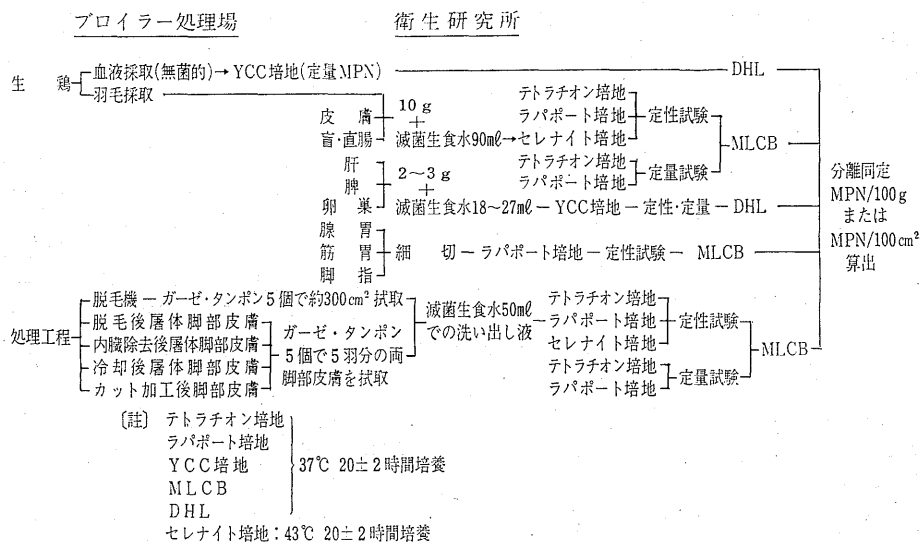 ブロイラー処理場 衛生研究所
生鶏 血液採取(無菌的)→YCC培地(定量MPN) DHL
羽毛採取
皮膚 10g テトラチオン培地
+ ラパポート培地 定性試験
盲・直腸 滅菌生食水90ml→セレナイト培地 MLCB
肝 テトラチオン培地 定量試験
脾 2~3g ラパポート培地
+
卵巣 滅菌生食水18~27ml-YCC培地-定性・定量-DHL
腺胃
筋胃 細切-ラパポート培地-定性試験-MLCB
脚指
分離同定
MPN/100g
または
MPN/100cm²
算出
処理工程 脱毛機-ガーゼ・タンポン5個で約300cm²拭取
脱毛後屠体脚部皮膚
内臓除去後屠体脚部皮膚
冷却後屠体脚部皮膚
カット加工後脚部皮膚
ガーゼ・タンポン
5個で5羽分の両
脚部皮膚を拭取
滅菌生食水50ml
での洗い出し液
テトラチオン培地
ラパポート培地 定性試験
セレナイト培地 MLCB
テトラチオン培地 定量試験
ラパポート培地
〔註〕 テトラチオン培地
ラパポート培地
YCC培地 37℃ 20±2時間培養
MLCB
DHL
セレナイト培地:43℃ 20±2時間培養